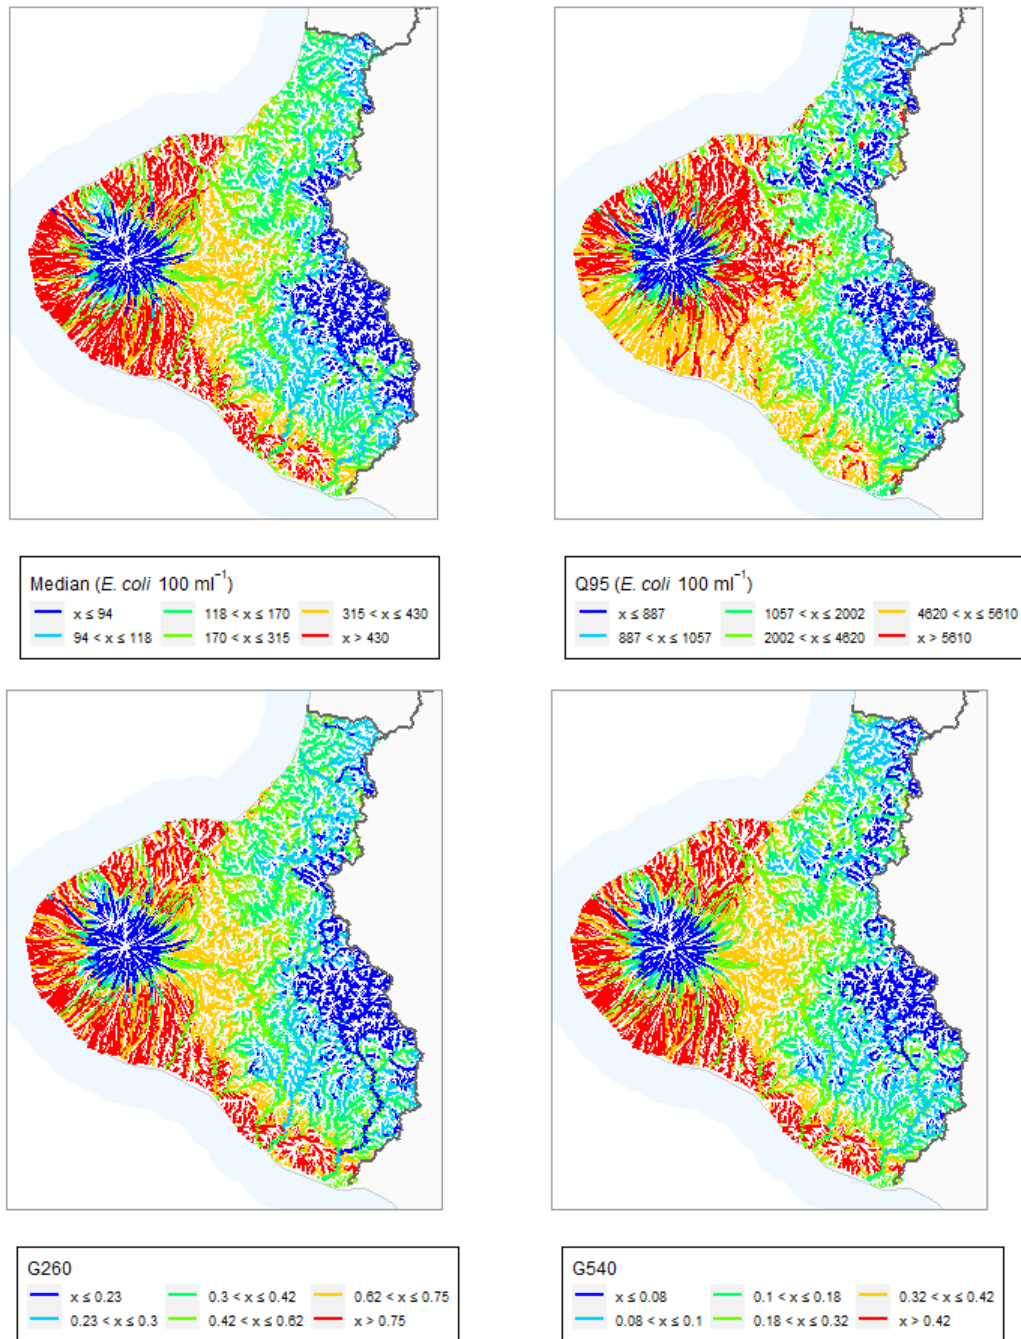 Median (E. coli 100 ml⁻¹)
x ≤ 94 118 < x ≤ 170 315 < x ≤ 430
94 < x ≤ 118 170 < x ≤ 315 x > 430
Q95 (E. coli 100 ml⁻¹)
x ≤ 887 1057 < x ≤ 2002 4620 < x ≤ 5610
887 < x ≤ 1057 2002 < x ≤ 4620 x > 5610
G260
x ≤ 0.23 0.3 < x ≤ 0.42 0.62 < x ≤ 0.75
0.23 < x ≤ 0.3 0.42 < x ≤ 0.62 x > 0.75
G540
x ≤ 0.08 0.1 < x ≤ 0.18 0.32 < x ≤ 0.42
0.08 < x ≤ 0.1 0.18 < x ≤ 0.32 x > 0.42